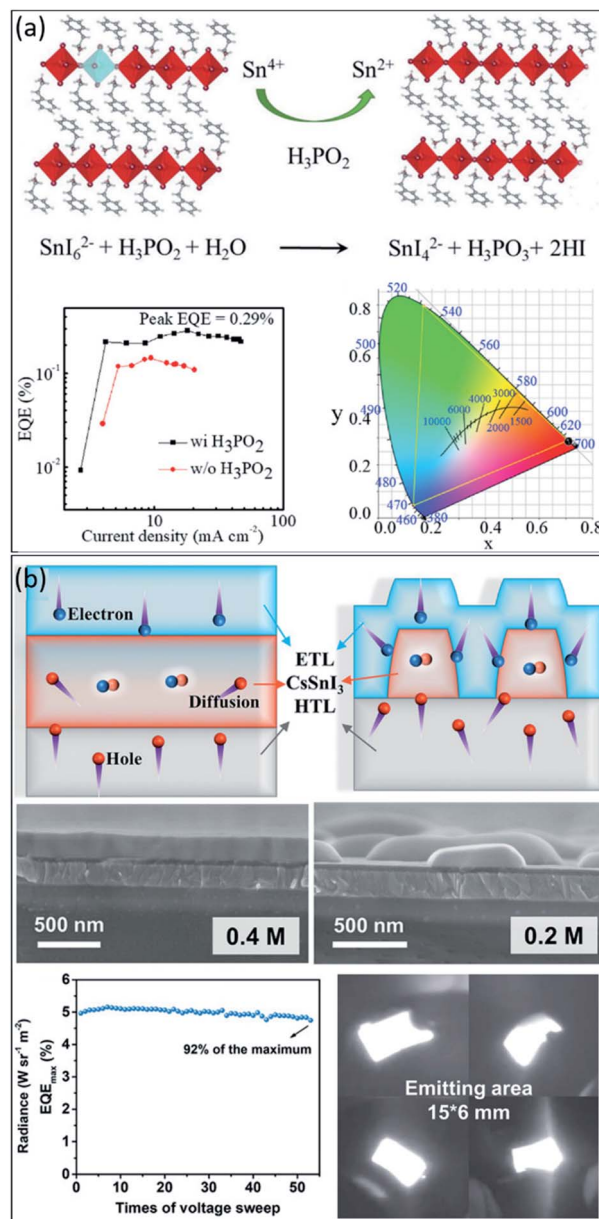 (a)
Sn4+
Sn2+
H3PO2
SnI6^2- + H3PO2 + H2O → SnI4^2- + H3PO3 + 2HI
Peak EQE = 0.29%
EQE (%)
10^-1
10^-2
wi H3PO2
w/o H3PO2
10
100
Current density (mA cm^-2)
0.8
0.6
y
0.4
0.2
0.0
520
540
560
500
580
600
620
700
490
480
470
460
380
10000
6000
4000
3000
2000
1500
0.0
0.2
0.4
0.6
0.8
x
(b)
Electron
Diffusion
Hole
ETL
CsSnI3
HTL
500 nm
0.4 M
500 nm
0.2 M
Radiance (W sr^-1 m^-2)
EQEmax (%)
6
5
4
3
2
1
0
92% of the maximum
0
10
20
30
40
50
Times of voltage sweep
Emitting area
15*6 mm